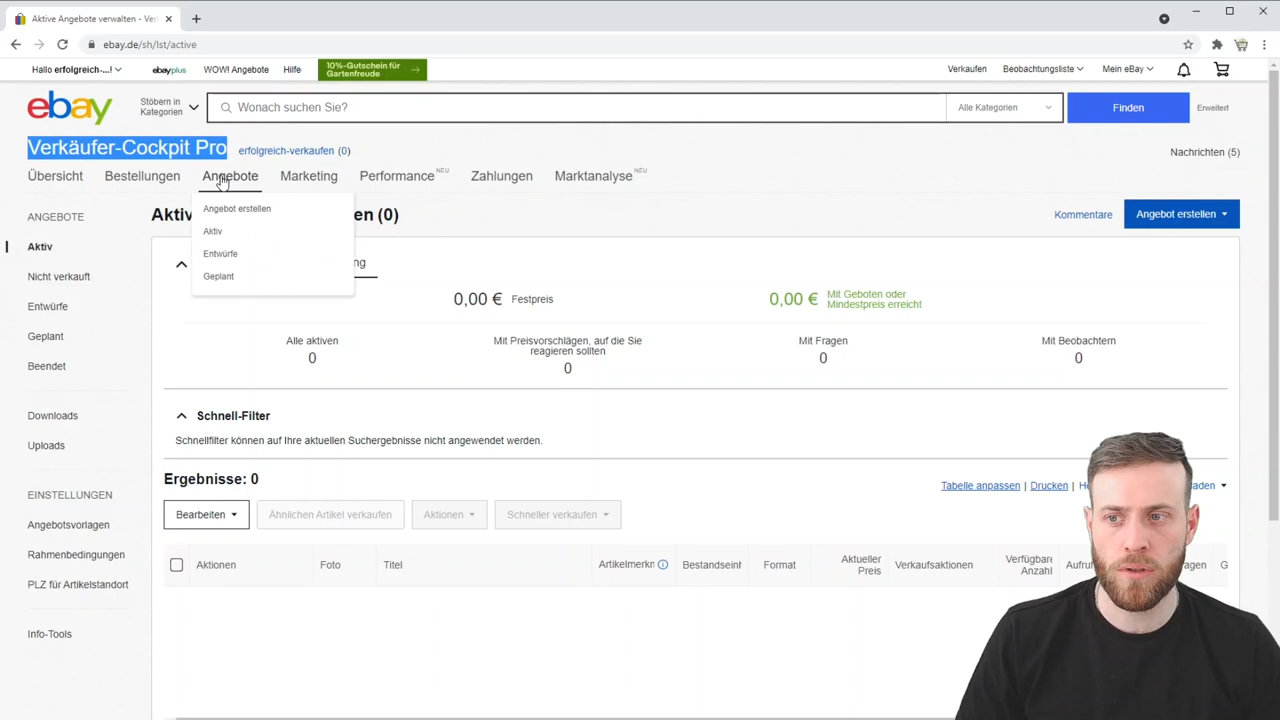 Aktive Angebote verwalten - Ver
ebay.de/sh/lst/active
Hallo erfolgreich-...!
ebayplus
WOW! Angebote
Hilfe
10%-Gutschein für
Gartenfreude
Verkaufen
Beobachtungsliste
Mein eBay
ebay
Stöbern in
Kategorien
Wonach suchen Sie?
Alle Kategorien
Finden
Erweitert
Verkäufer-Cockpit Pro
erfolgreich-verkaufen (0)
Nachrichten (5)
Übersicht
Bestellungen
Angebote
Marketing
Performance NEU
Zahlungen
Marktanalyse NEU
ANGEBOTE
Aktiv
Nicht verkauft
Entwürfe
Geplant
Beendet
Downloads
Uploads
EINSTELLUNGEN
Angebotsvorlagen
Rahmenbedingungen
PLZ für Artikelstandort
Info-Tools
Angebot erstellen
Aktiv
Entwürfe
Geplant
(0)
Kommentare
Angebot erstellen
0,00 € Festpreis
0,00 € Mit Geboten oder
Mindestpreis erreicht
Alle aktiven
0
Mit Preisvorschlägen, auf die Sie
reagieren sollten
0
Mit Fragen
0
Mit Beobachtern
0
Schnell-Filter
Schnellfilter können auf Ihre aktuellen Suchergebnisse nicht angewendet werden.
Ergebnisse: 0
Tabelle anpassen | Drucken |
Bearbeiten
Ähnlichen Artikel verkaufen
Aktionen
Schneller verkaufen
Aktionen
Foto
Titel
Artikelmerkn
Bestandseinf
Format
Aktueller
Preis
Verkaufsaktionen
Verfügbare
Anzahl
Aufruf